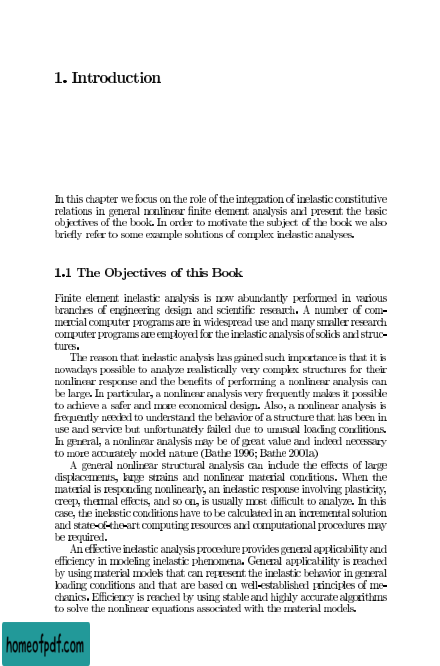 1. Introduction
In this chapter we focus on the role of the integration of inelastic constitutive
relations in general nonlinear finite element analysis and present the basic
objectives of the book. In order to motivate the subject of the book we also
briefly refer to some example solutions of complex inelastic analyses.
1.1 The Objectives of this Book
Finite element inelastic analysis is now abundantly performed in various
branches of engineering design and scientific research. A number of com-
mercial computer programs are in widespread use and many smaller research
computer programs are employed for the inelastic analysis of solids and struc-
tures.
The reason that inelastic analysis has gained such importance is that it is
nowadays possible to analyze realistically very complex structures for their
nonlinear response and the benefits of performing a nonlinear analysis can
be large. In particular, a nonlinear analysis very frequently makes it possible
to achieve a safer and more economical design. Also, a nonlinear analysis is
frequently needed to understand the behavior of a structure that has been in
use and service but unfortunately failed due to unusual loading conditions.
In general, a nonlinear analysis may be of great value and indeed necessary
to more accurately model nature (Bathe 1996; Bathe 2001a)
A general nonlinear structural analysis can include the effects of large
displacements, large strains and nonlinear material conditions. When the
material is responding nonlinearly, an inelastic response involving plasticity,
creep, thermal effects, and so on, is usually most difficult to analyze. In this
case, the inelastic conditions have to be calculated in an incremental solution
and state-of-the-art computing resources and computational procedures may
be required.
An effective inelastic analysis procedure provides general applicability and
efficiency in modeling inelastic phenomena. General applicability is reached
by using material models that can represent the inelastic behavior in general
loading conditions and that are based on well-established principles of me-
chanics. Efficiency is reached by using stable and highly accurate algorithms
to solve the nonlinear equations associated with the material models.
homeofpdf.com